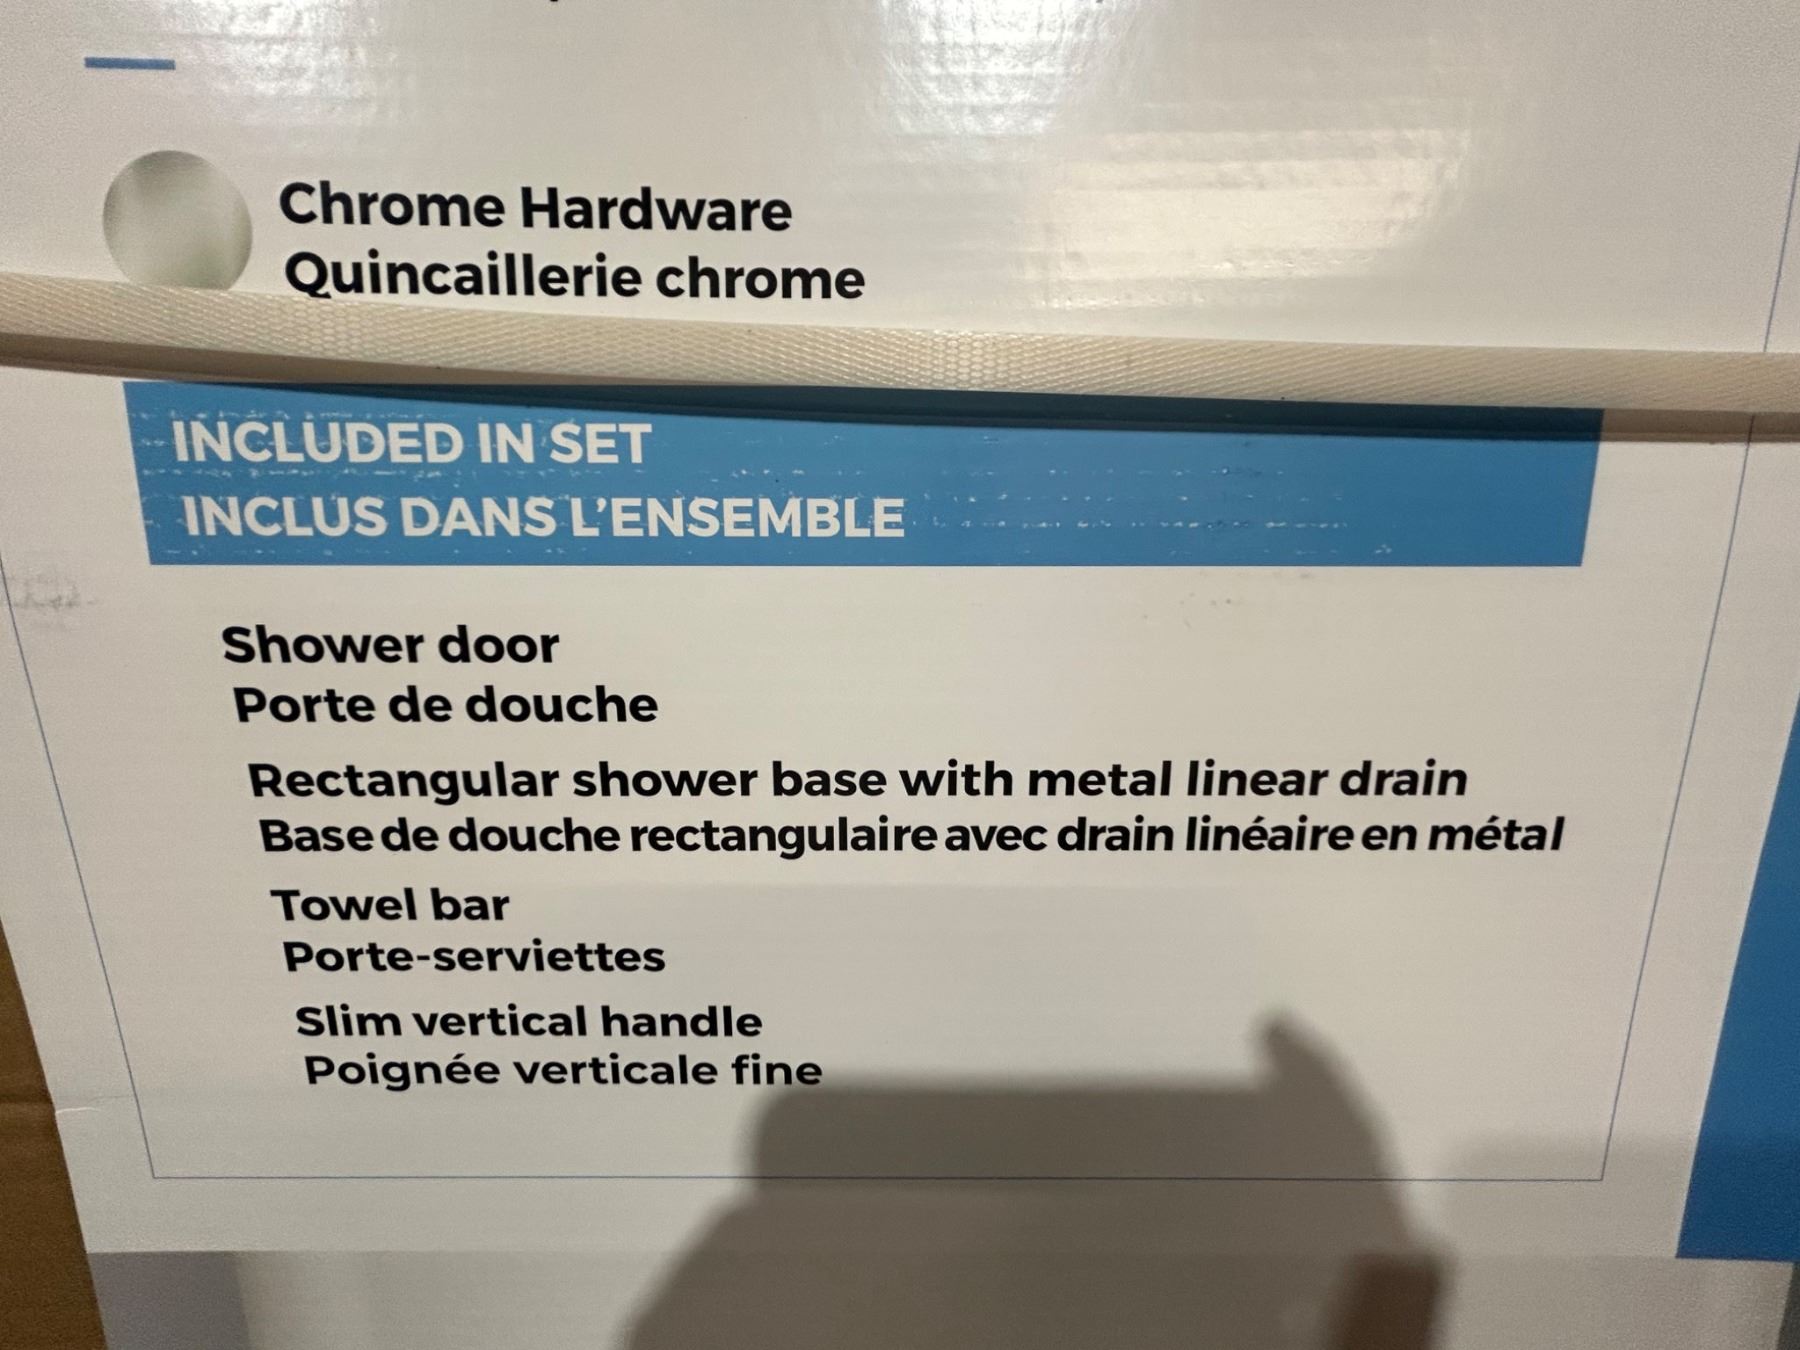 Chrome Hardware
Quincaillerie chrome
INCLUDED IN SET
INCLUS DANS L'ENSEMBLE
Shower door
Porte de douche
Rectangular shower base with metal linear drain
Base de douche rectangulaire avec drain linéaire en métal
Towel bar
Porte-serviettes
Slim vertical handle
Poignée verticale fine